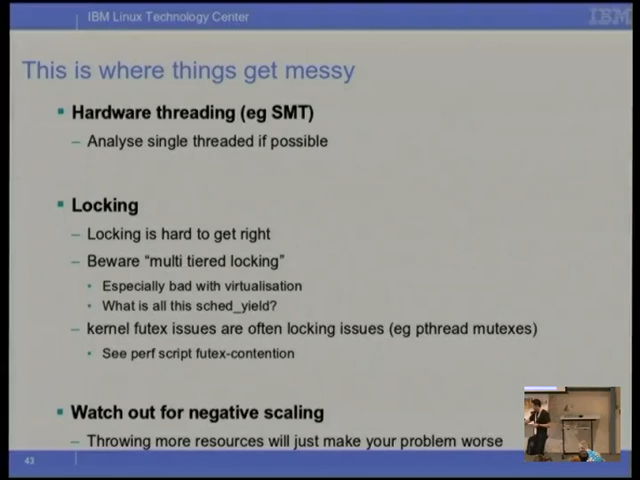 IBM Linux Technology Center
IBM
This is where things get messy
Hardware threading (eg SMT)
– Analyse single threaded if possible
Locking
– Locking is hard to get right
– Beware “multi tiered locking”
Especially bad with virtualisation
What is all this sched_yield?
– kernel futex issues are often locking issues (eg pthread mutexes)
See perf script futex-contention
Watch out for negative scaling
– Throwing more resources will just make your problem worse
43